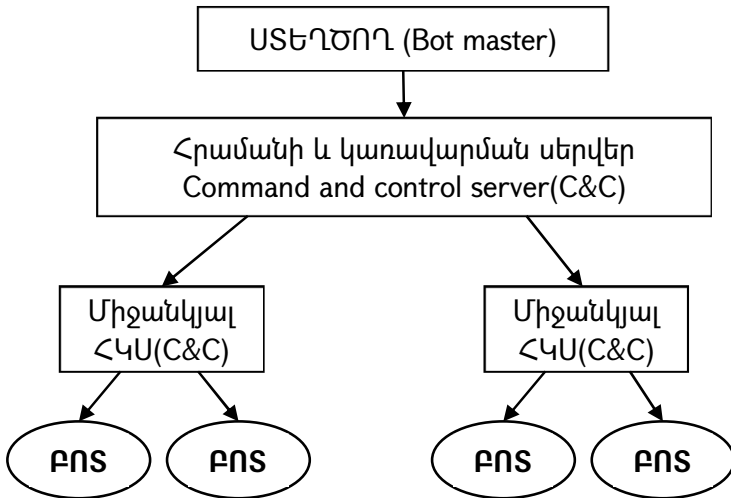 ՍՏԵՂԾՈՂ (Bot master)
Հրամանի և կառավարման սերվեր
Command and control server(C&C)
Միջանկյալ
ՀԿՍ(C&C)
Միջանկյալ
ՀԿՍ(C&C)
ԲՈՏ
ԲՈՏ
ԲՈՏ
ԲՈՏ